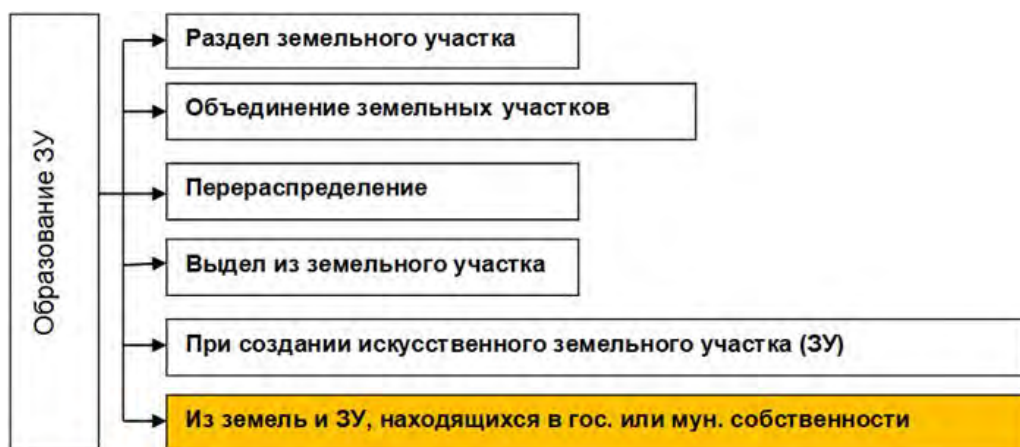 Образование ЗУ
Раздел земельного участка
Объединение земельных участков
Перераспределение
Выдел из земельного участка
При создании искусственного земельного участка (ЗУ)
Из земель и ЗУ, находящихся в гос. или мун. собственности